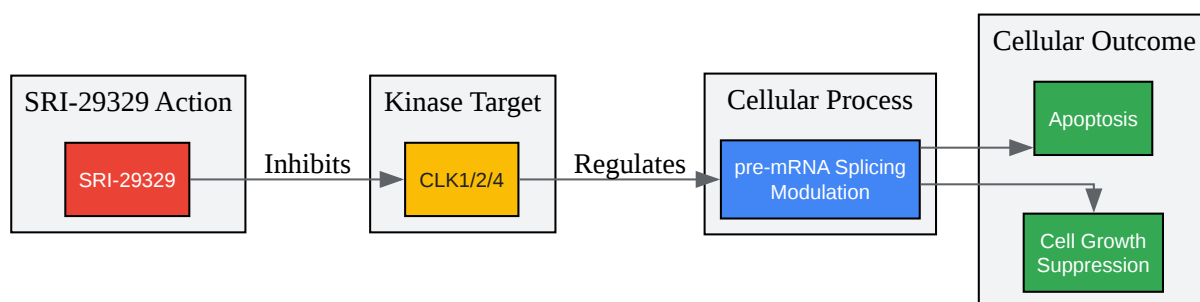 SRI-29329 Action
SRI-29329
Inhibits
Kinase Target
CLK1/2/4
Regulates
Cellular Process
pre-mRNA Splicing
Modulation
Cellular Outcome
Apoptosis
Cell Growth
Suppression